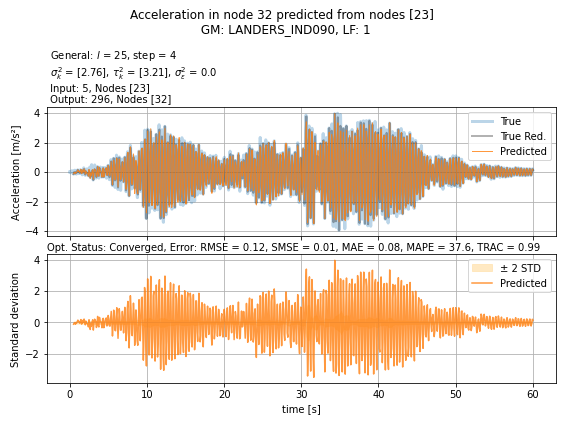 Acceleration in node 32 predicted from nodes [23]
GM: LANDERS_IND090, LF: 1
General: l = 25, step = 4
σ²ₖ = [2.76], τ²ₖ = [3.21], σ²ε = 0.0
Input: 5, Nodes [23]
Output: 296, Nodes [32]
Acceleration [m/s²]
4
2
0
−2
−4
True
True Red.
Predicted
Opt. Status: Converged, Error: RMSE = 0.12, SMSE = 0.01, MAE = 0.08, MAPE = 37.6, TRAC = 0.99
Standard deviation
4
2
0
−2
± 2 STD
Predicted
0 10 20 30 40 50 60
time [s]